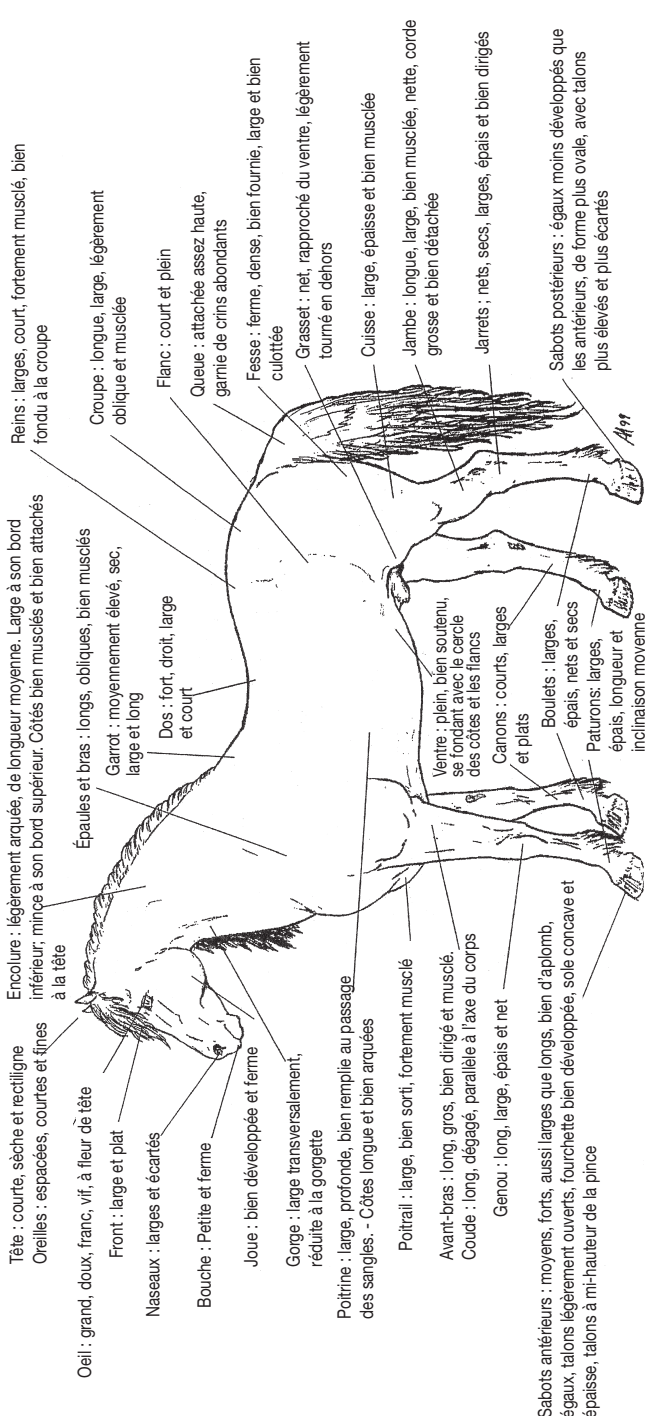 Tête : courte, sèche et rectiligne
Oreilles : espacées, courtes et fines
Oeil : grand, doux, franc, vif, à fleur de tête
Front : large et plat
Naseaux : larges et écartés
Bouche : Petite et ferme
Joue : bien développée et ferme
Gorge : large transversalement,
réduite à la gorgette
Poitrine : large, profonde, bien remplie au passage
des sangles. - Côtes longue et bien arquées
Poitrail : large, bien sorti, fortement musclé
Avant-bras : long, gros, bien dirigé et musclé.
Coude : long, dégagé, parallèle à l'axe du corps
Genou : long, large, épais et net
Sabots antérieurs : moyens, forts, aussi larges que longs, bien d'aplomb,
égaux, talons légèrement ouverts, fourchette bien développée, sole concave et
épaisse, talons à mi-hauteur de la pince
Encolure : légèrement arquée, de longueur moyenne. Large à son bord
inférieur; mince à son bord supérieur. Côtés bien musclés et bien attachés
à la tête
Épaules et bras : longs, obliques, bien musclés
Garrot : moyennement élevé, sec,
large et long
Dos : fort, droit, large
et court
Ventre : plein, bien soutenu,
se fondant avec le cercle
des côtes et les flancs
Canons : courts, larges
et plats
Boulets : larges,
épais, nets et secs
Paturons: larges,
épais, longueur et
inclinaison moyenne
Reins : larges, court, fortement musclé, bien
fondu à la croupe
Croupe : longue, large, légèrement
oblique et musclée
Flanc : court et plein
Queue : attachée assez haute,
garnie de crins abondants
Fesse : ferme, dense, bien fournie, large et bien
culottée
Grasset : net, rapproché du ventre, légèrement
tourné en dehors
Cuisse : large, épaisse et bien musclée
Jambe : longue, large, bien musclée, nette, corde
grosse et bien détachée
Jarrets ; nets, secs, larges, épais et bien dirigés
Sabots postérieurs : égaux moins développés que
les antérieurs, de forme plus ovale, avec talons
plus élevés et plus écartés